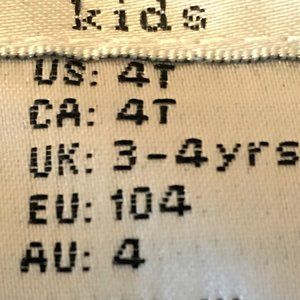 kids
US: 4T
CA: 4T
UK: 3-4yrs
EU: 104
AU: 4